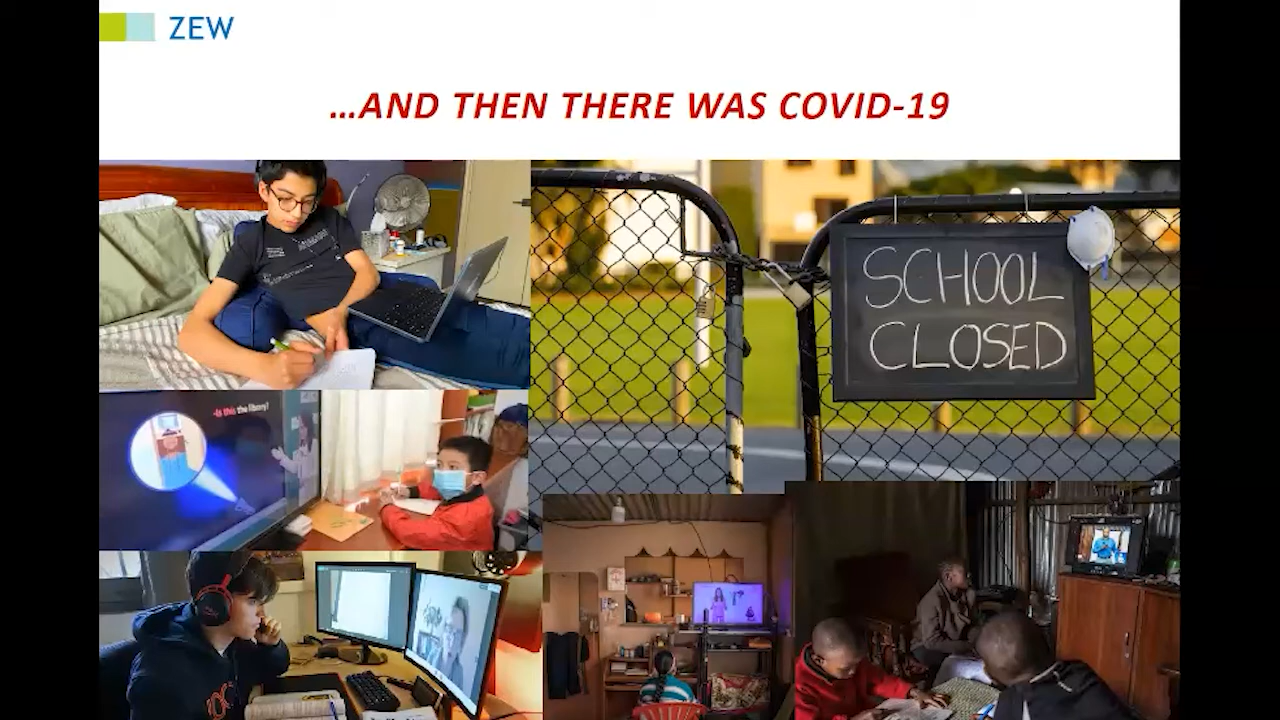 ZEW
…AND THEN THERE WAS COVID-19
SCHOOL
CLOSED
-Is this the library?